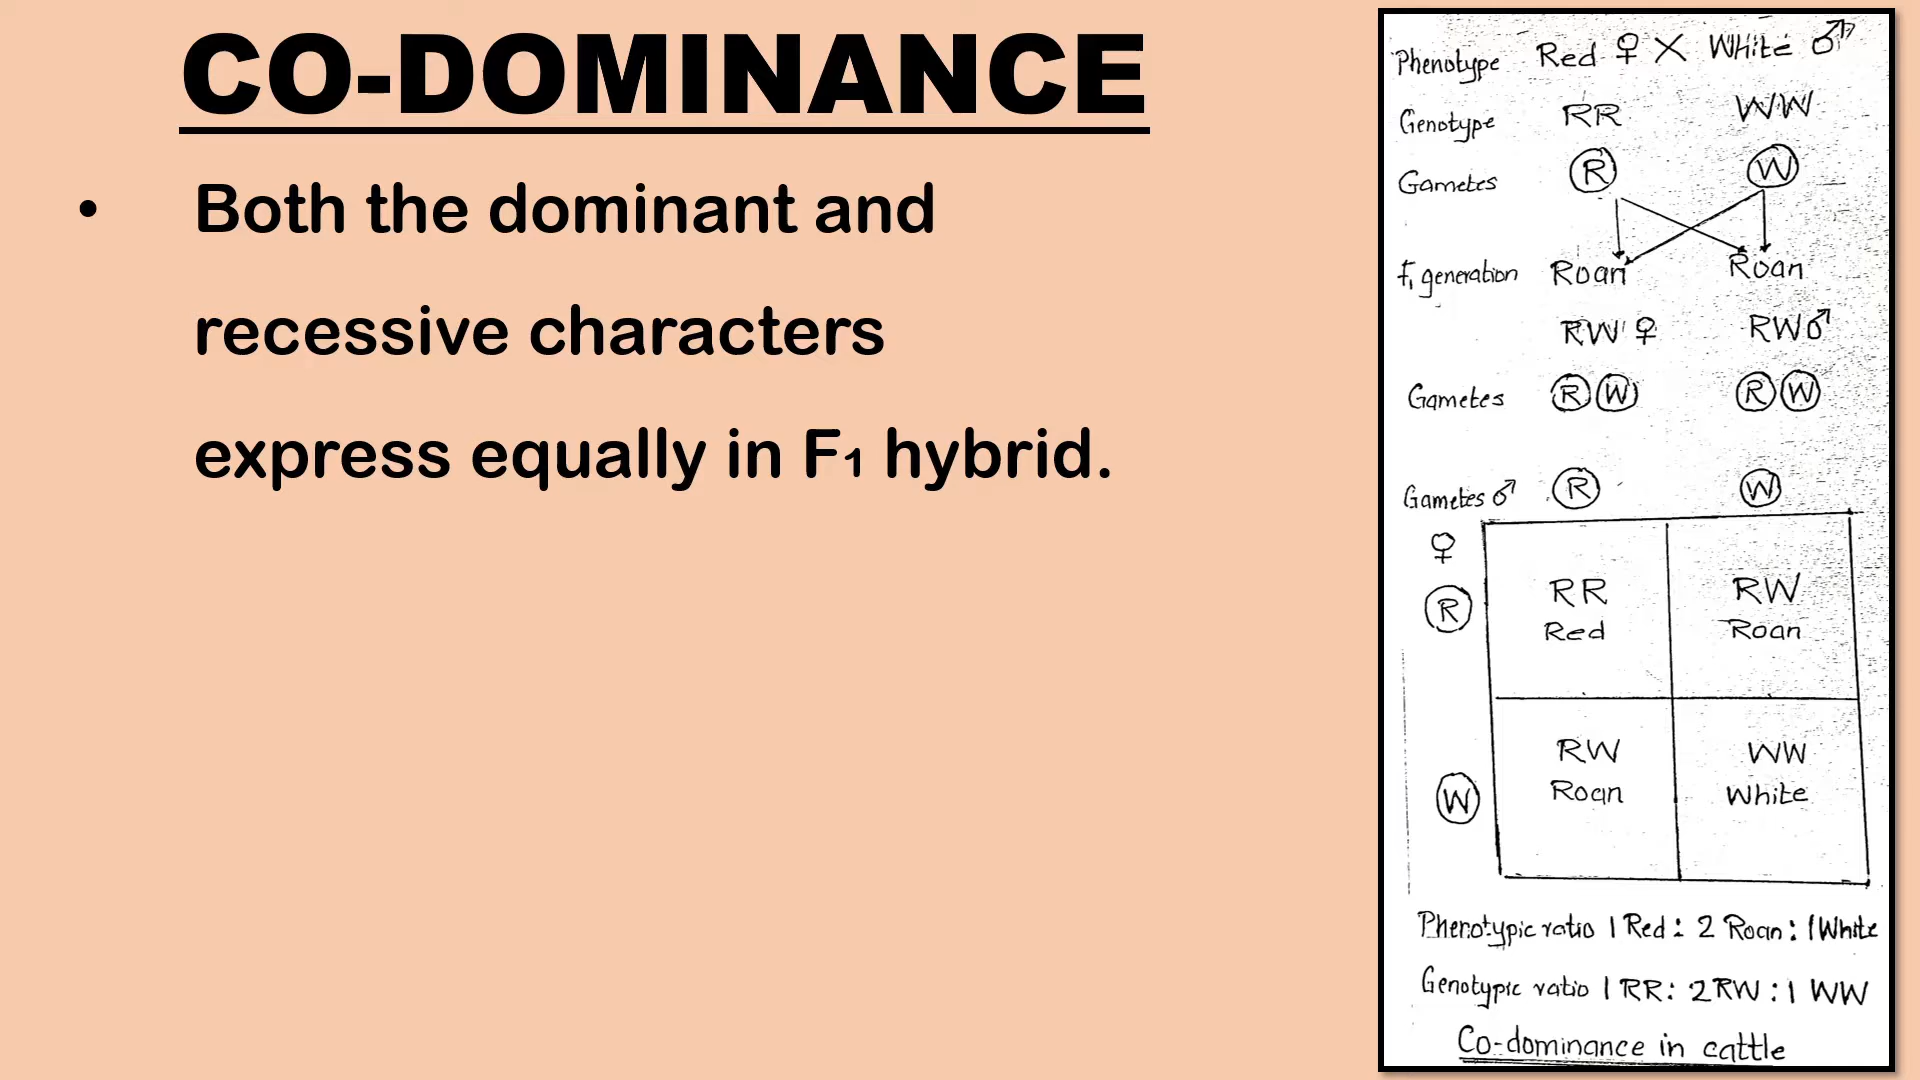 CO-DOMINANCE
• Both the dominant and
recessive characters
express equally in F₁ hybrid.
Phenotype Red ♀ X White ♂
Genotype RR WW
Gametes R W
F₁ generation Roan Roan
RW ♀ RW ♂
Gametes R W R W
Gametes ♂ R W
♀
R
RR RW
Red Roan
W
RW WW
Roan White
Phenotypic ratio 1 Red : 2 Roan : 1 White
Genotypic ratio 1 RR : 2 RW : 1 WW
Co-dominance in cattle